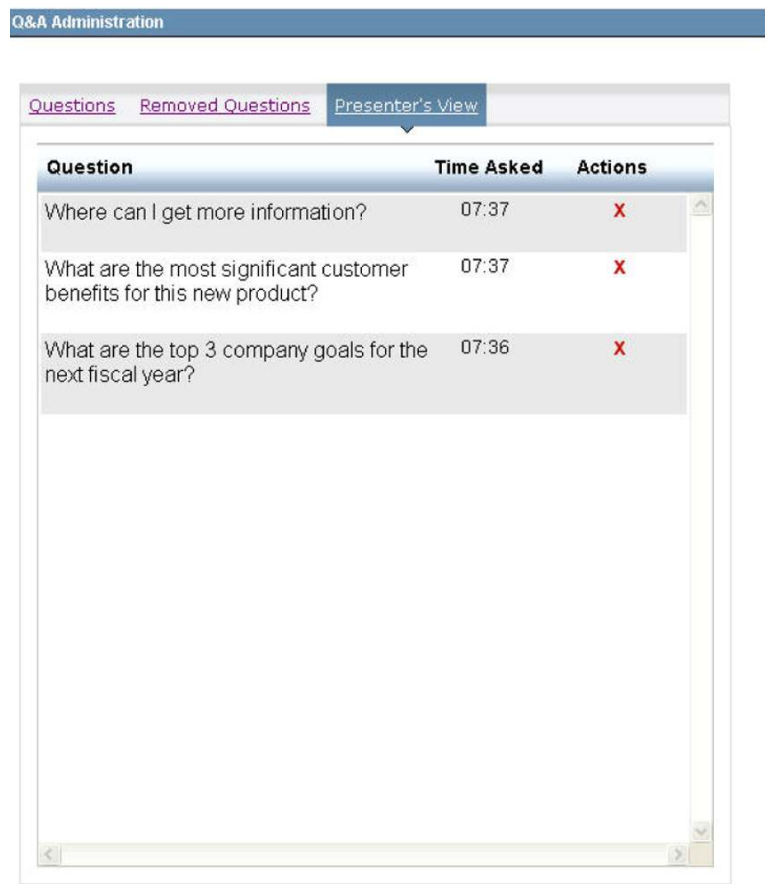 Q&A Administration
Questions Removed Questions Presenter's View
Question Time Asked Actions
Where can I get more information? 07:37 X
What are the most significant customer 07:37 X
benefits for this new product?
What are the top 3 company goals for the 07:36 X
next fiscal year?